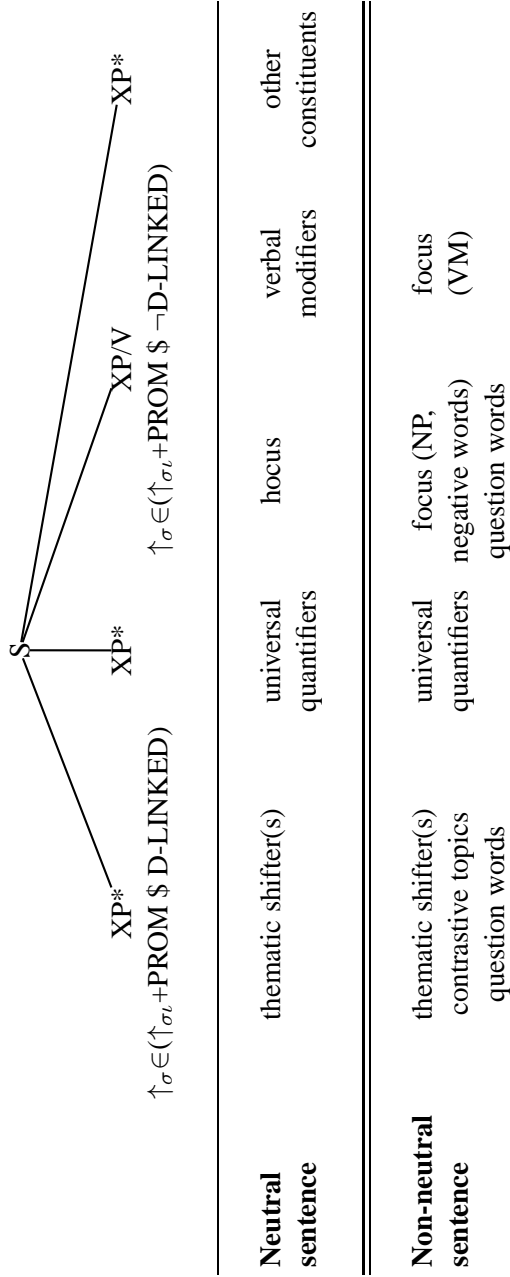 S
XP*
XP*
XP/V
XP*
↑σ∈(↑σι+PROM $ D-LINKED)
↑σ∈(↑σι+PROM $ ¬D-LINKED)
Neutral
sentence
thematic shifter(s)
universal
quantifiers
hocus
verbal
modifiers
other
constituents
Non-neutral
sentence
thematic shifter(s)
contrastive topics
question words
universal
quantifiers
focus (NP,
negative words)
question words
focus
(VM)